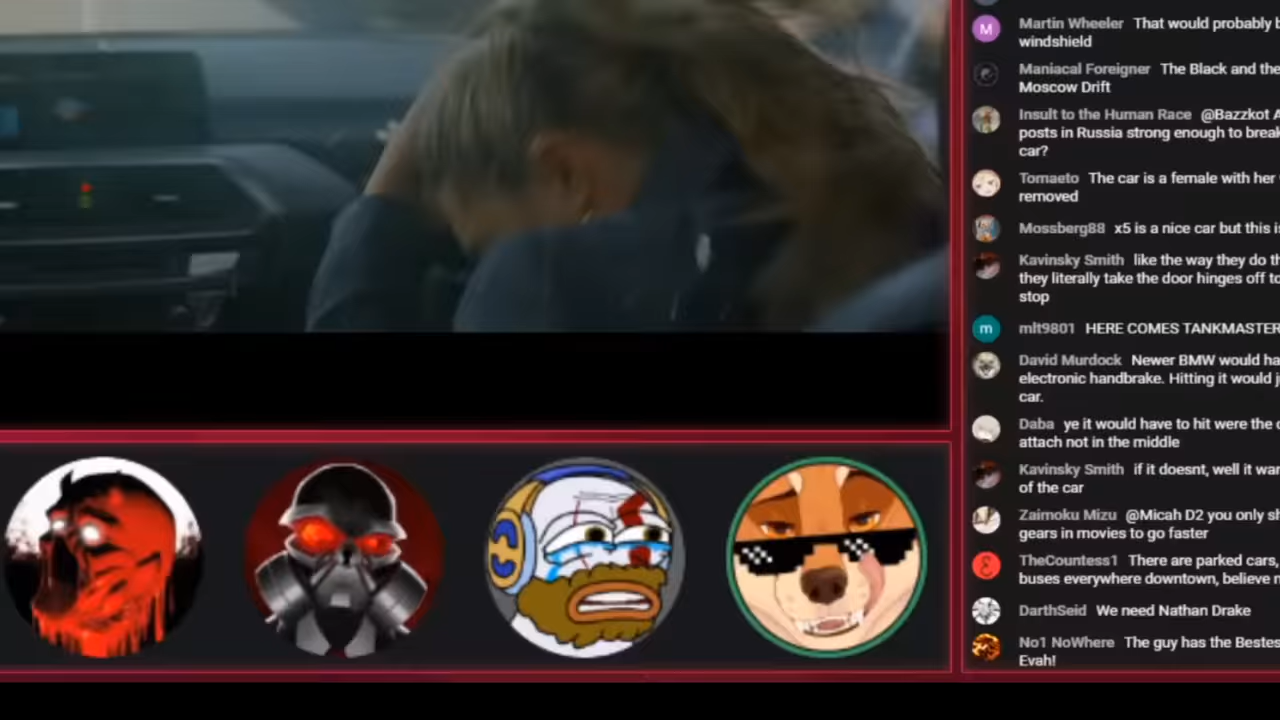 Martin Wheeler That would probably b
windshield
Maniacal Foreigner The Black and the
Moscow Drift
Insult to the Human Race @Bazzkot A
posts in Russia strong enough to break
car?
Tomaeto The car is a female with her
removed
Mossberg88 x5 is a nice car but this i
Kavinsky Smith like the way they do th
they literally take the door hinges off to
stop
mlt9801 HERE COMES TANKMASTER
David Murdock Newer BMW would ha
electronic handbrake. Hitting it would j
car.
Daba ye it would have to hit were the
attach not in the middle
Kavinsky Smith if it doesnt, well it wa
of the car
Zaimoku Mizu @Micah D2 you only sh
gears in movies to go faster
TheCountess1 There are parked cars,
buses everywhere downtown, believe
DarthSeid We need Nathan Drake
No1 NoWhere The guy has the Bestes
Evah!